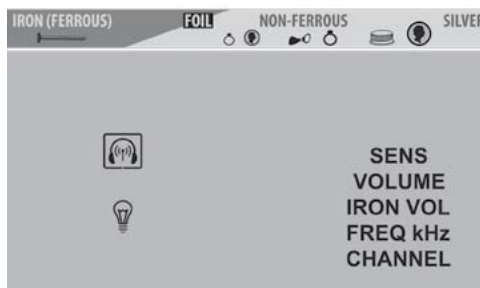 IRON (FERROUS) FOIL NON-FERROUS SILVER
SENS
VOLUME
IRON VOL
FREQ kHz
CHANNEL